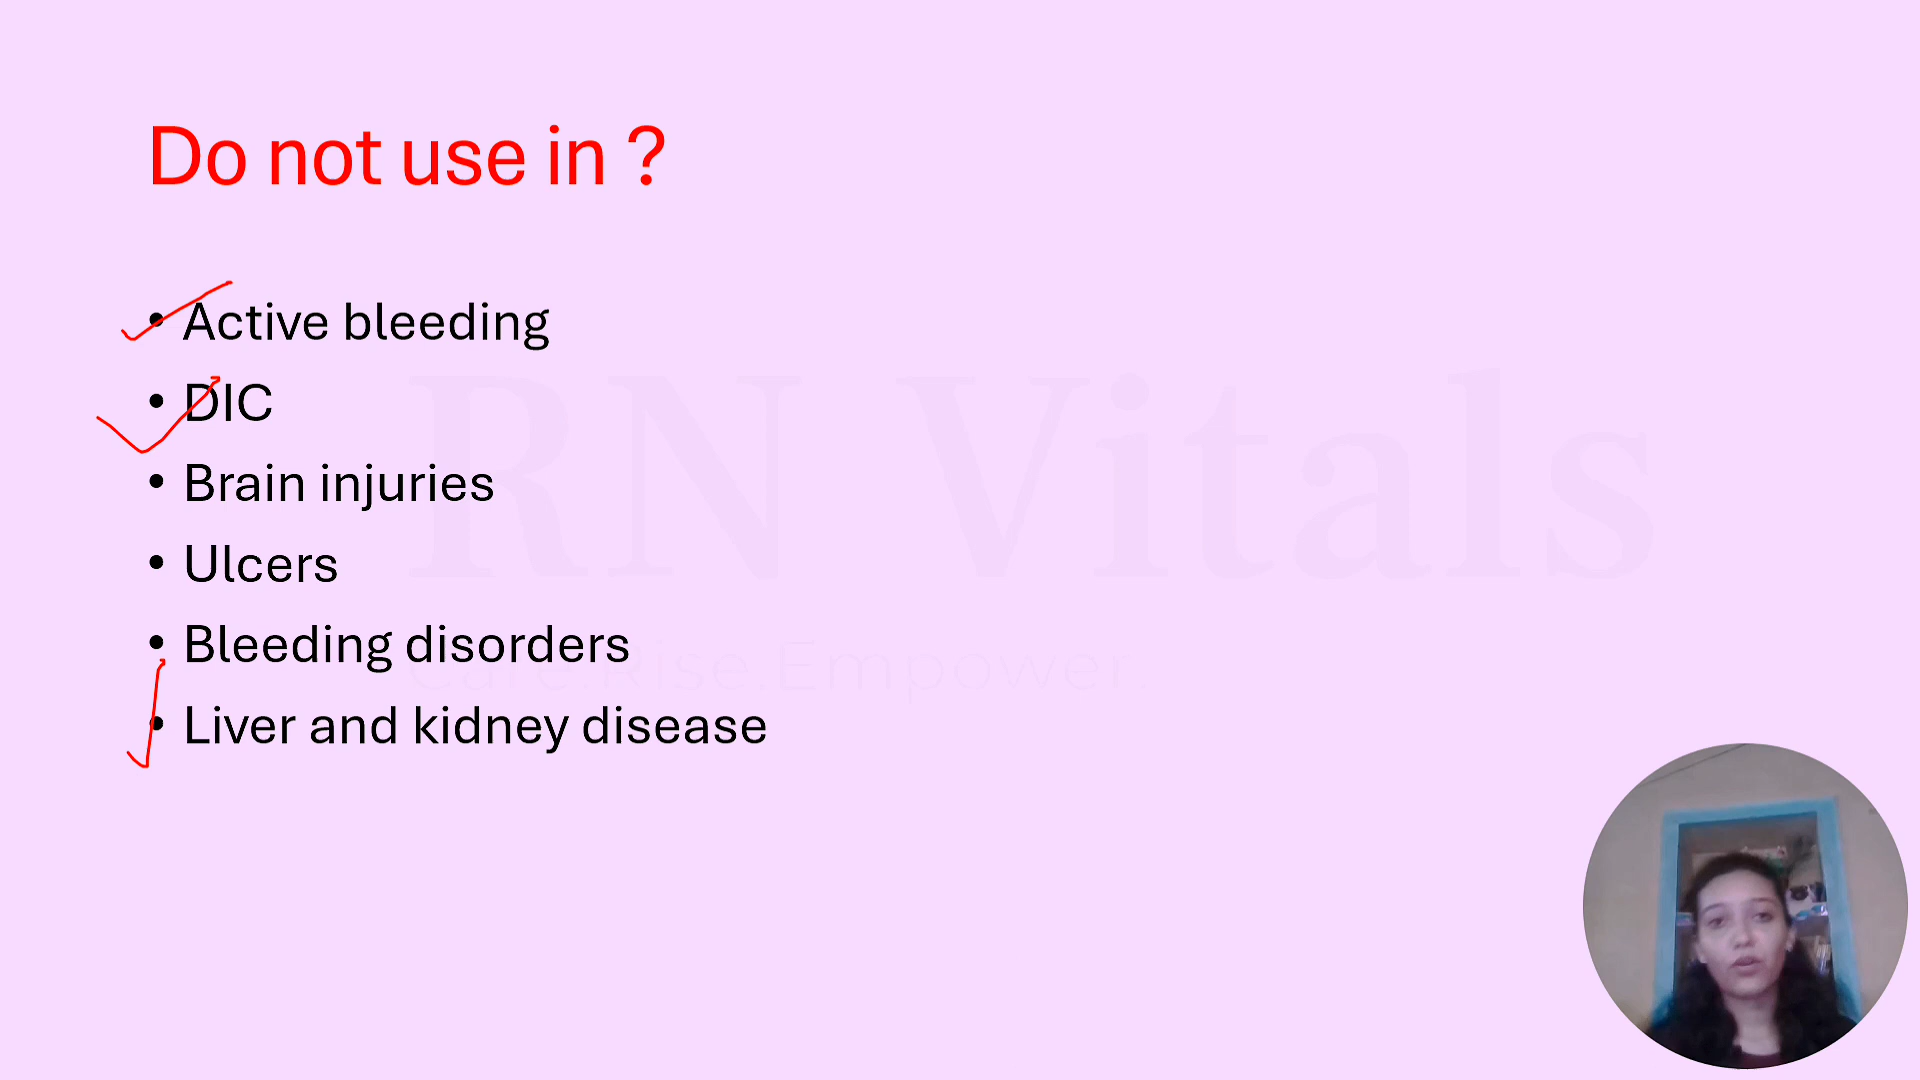 Do not use in ?
• Active bleeding
• DIC
• Brain injuries
• Ulcers
• Bleeding disorders
• Liver and kidney disease
RN Vitals
Care.Rise.Empower.